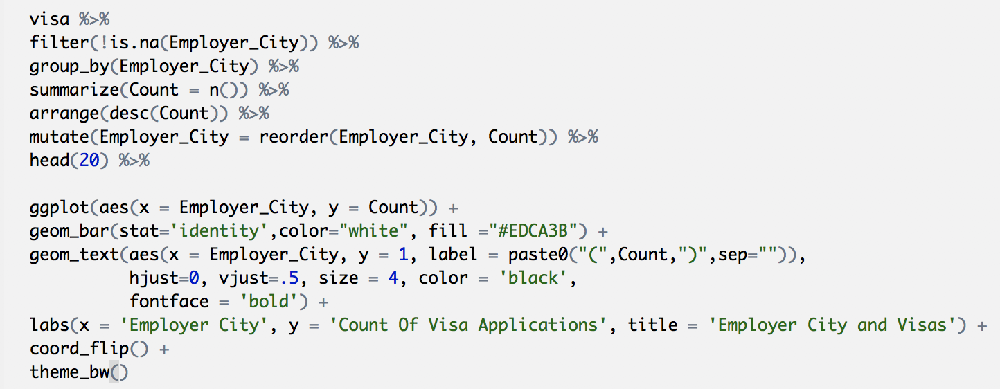 visa %>%
filter(!is.na(Employer_City)) %>%
group_by(Employer_City) %>%
summarize(Count = n()) %>%
arrange(desc(Count)) %>%
mutate(Employer_City = reorder(Employer_City, Count)) %>%
head(20) %>%
ggplot(aes(x = Employer_City, y = Count)) +
geom_bar(stat='identity',color="white", fill ="#EDCA3B") +
geom_text(aes(x = Employer_City, y = 1, label = paste0("(",Count,")",sep="")),
hjust=0, vjust=.5, size = 4, color = 'black',
fontface = 'bold') +
labs(x = 'Employer City', y = 'Count Of Visa Applications', title = 'Employer City and Visas') +
coord_flip() +
theme_bw()